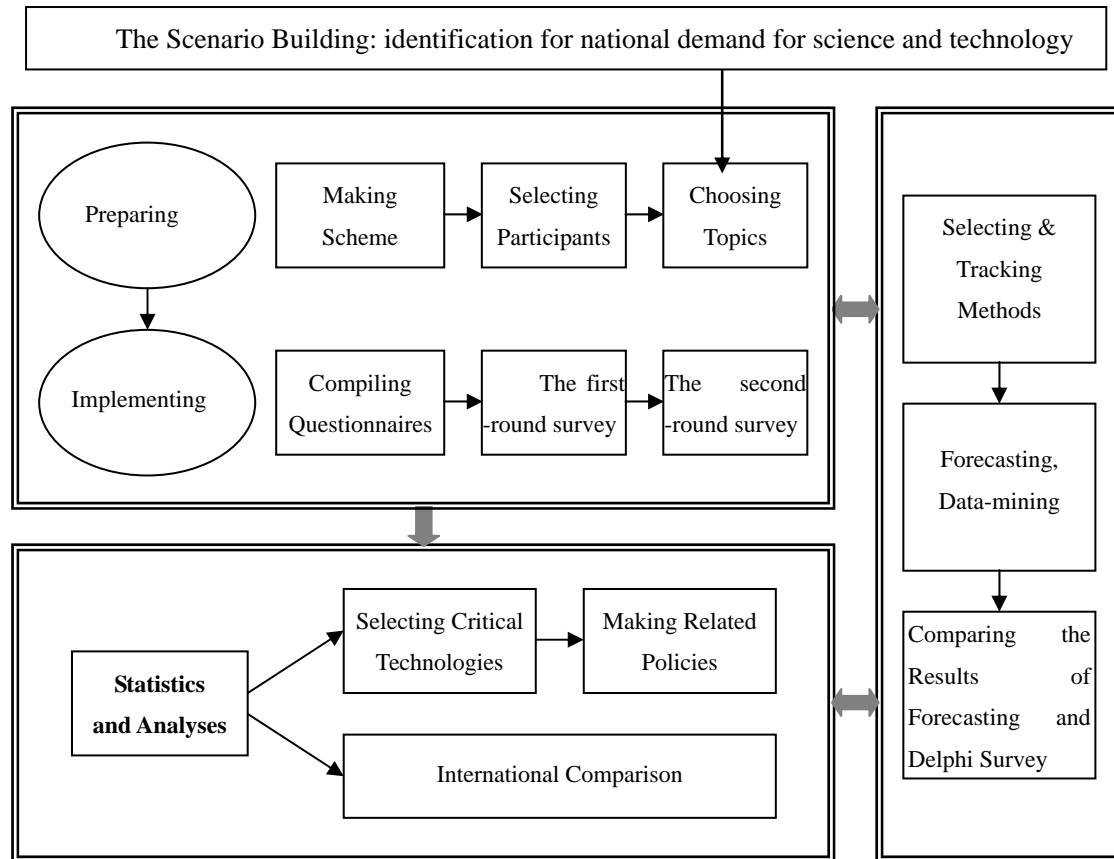 The Scenario Building: identification for national demand for science and technology
Preparing
Making
Scheme
Selecting
Participants
Choosing
Topics
Implementing
Compiling
Questionnaires
The first
-round survey
The second
-round survey
Statistics
and Analyses
Selecting Critical
Technologies
Making Related
Policies
International Comparison
Selecting &
Tracking
Methods
Forecasting,
Data-mining
Comparing the
Results of
Forecasting and
Delphi Survey